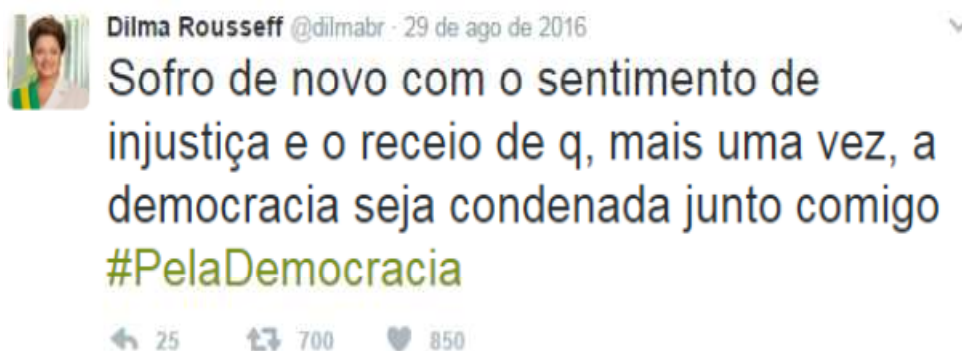 Dilma Rousseff @dilmabr · 29 de ago de 2016
Sofro de novo com o sentimento de
injustiça e o receio de q, mais uma vez, a
democracia seja condenada junto comigo
#PelaDemocracia
25 700 850